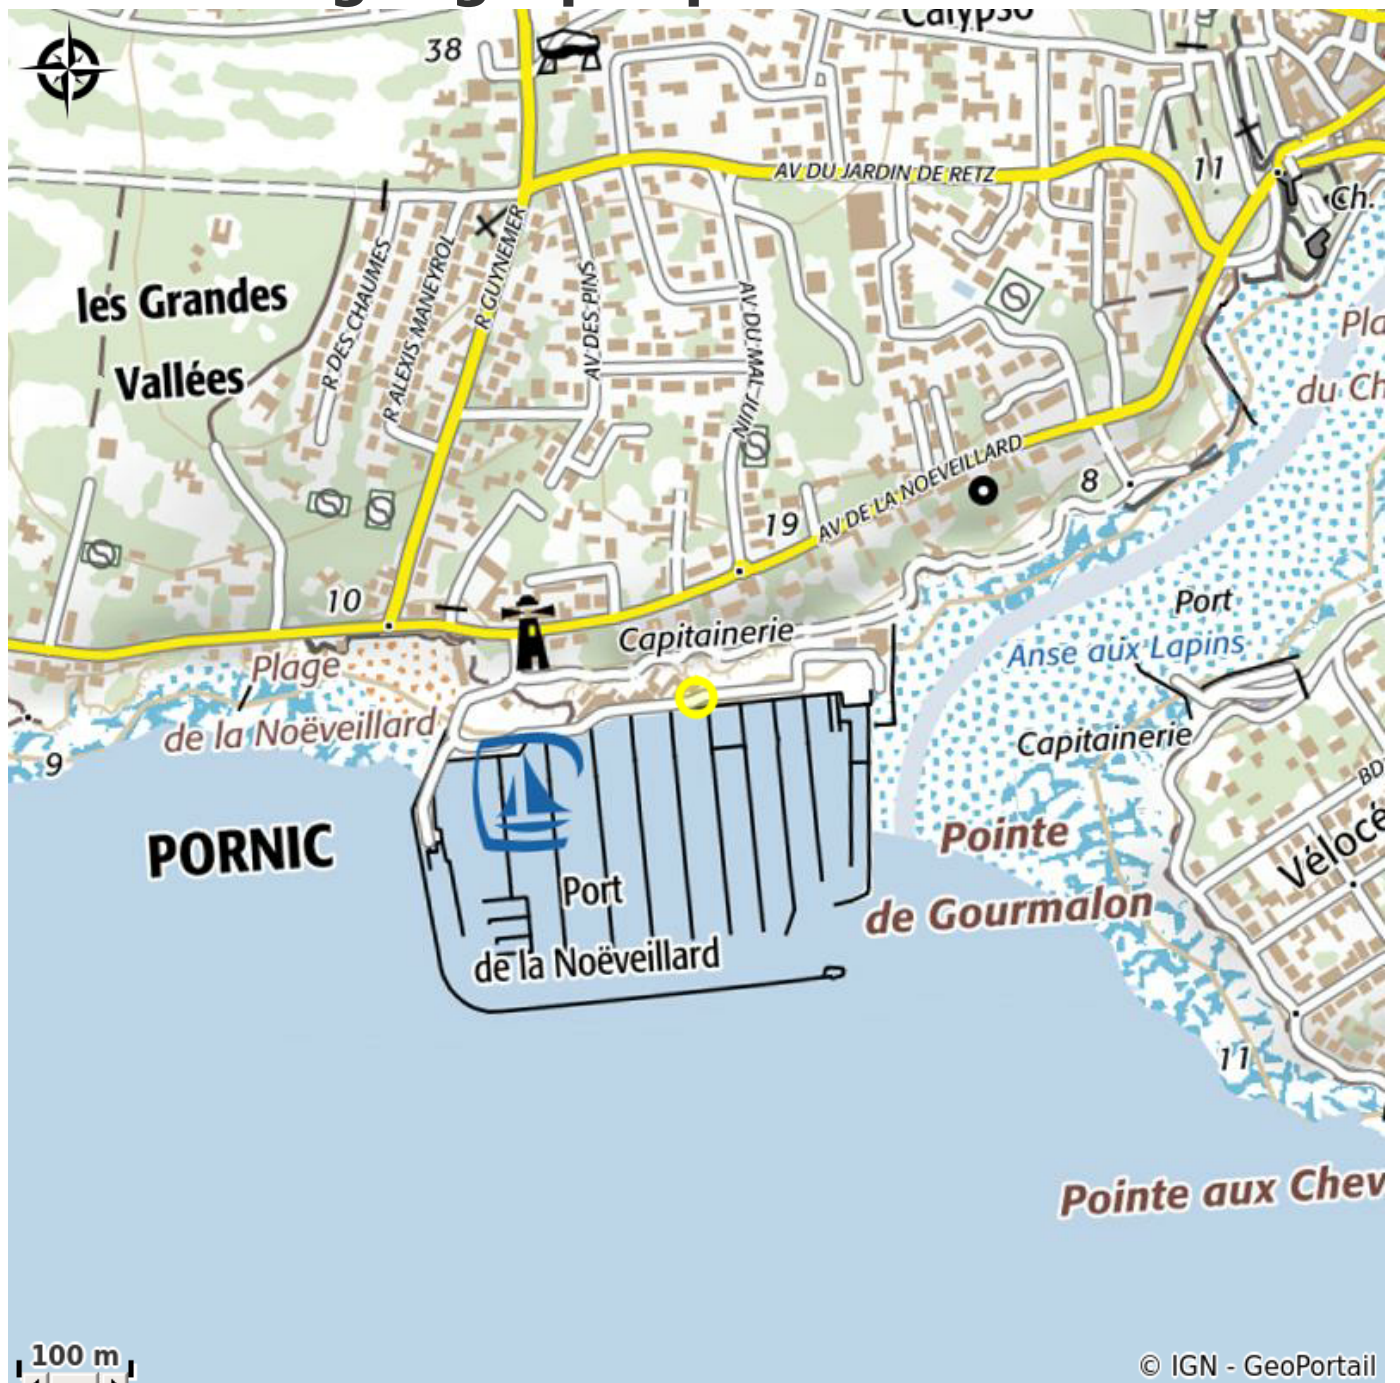 Calypso
38
AV DU JARDIN DE RETZ
11
Ch.
les Grandes
Vallées
R DES CHAUMES
R ALEXIS MANEYROL
R GUYNEMER
AV DES PINS
AV DU MAL JUIN
Pla
du Ch
AV DE LA NOEVEILLARD
8
19
10
Capitainerie
Port
Anse aux Lapins
Plage
de la Noëveillard
9
Capitainerie
BD
Vélocé
PORNIC
Pointe
de Gourmalon
Port
de la Noëveillard
11
Pointe aux Chev
100 m
© IGN - GeoPortail